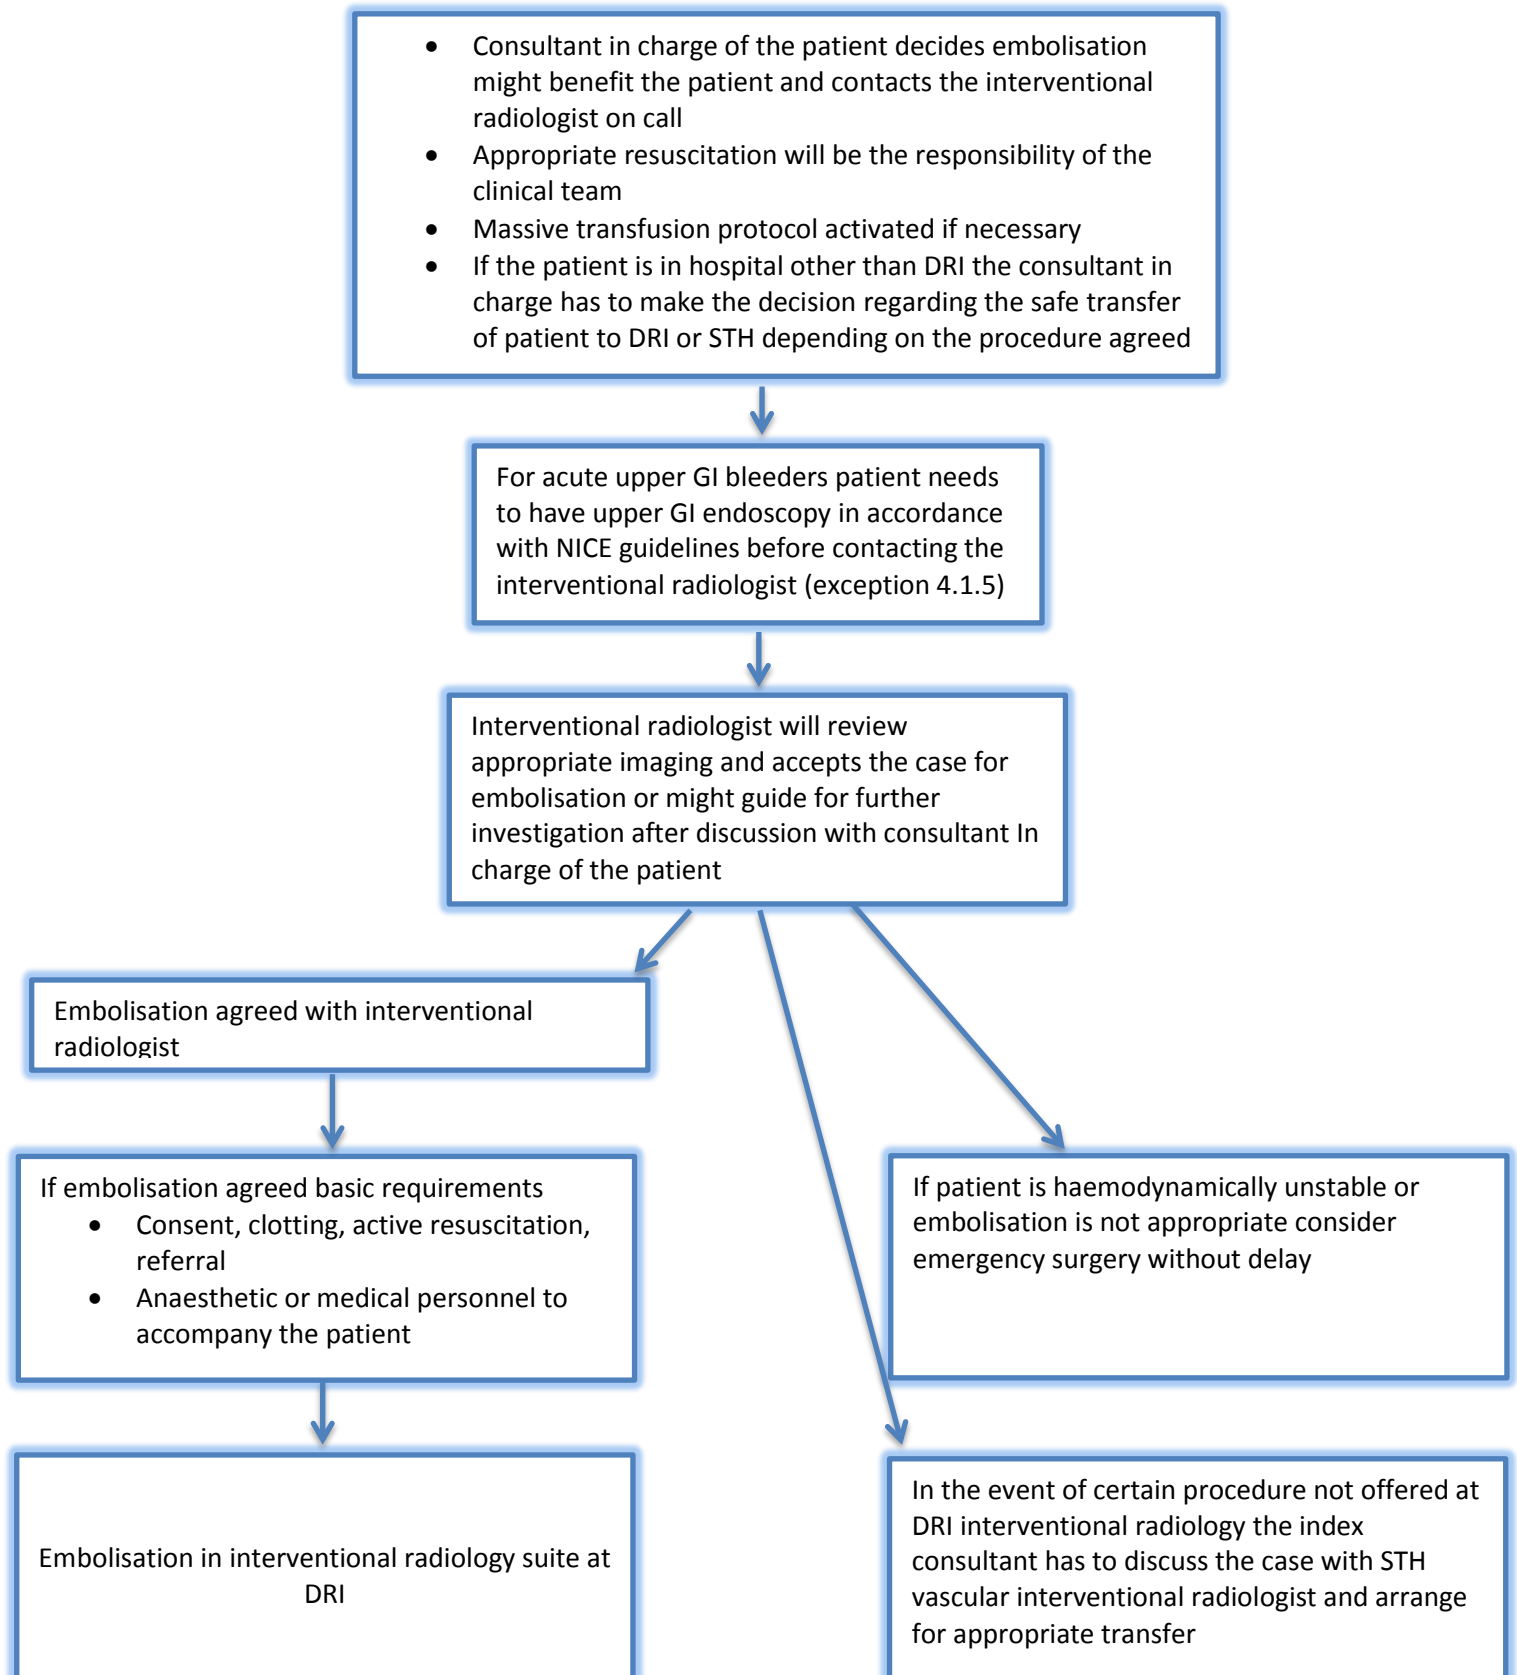 • Consultant in charge of the patient decides embolisation
might benefit the patient and contacts the interventional
radiologist on call
• Appropriate resuscitation will be the responsibility of the
clinical team
• Massive transfusion protocol activated if necessary
• If the patient is in hospital other than DRI the consultant in
charge has to make the decision regarding the safe transfer
of patient to DRI or STH depending on the procedure agreed
For acute upper GI bleeders patient needs
to have upper GI endoscopy in accordance
with NICE guidelines before contacting the
interventional radiologist (exception 4.1.5)
Interventional radiologist will review
appropriate imaging and accepts the case for
embolisation or might guide for further
investigation after discussion with consultant In
charge of the patient
Embolisation agreed with interventional
radiologist
If embolisation agreed basic requirements
• Consent, clotting, active resuscitation,
referral
• Anaesthetic or medical personnel to
accompany the patient
If patient is haemodynamically unstable or
embolisation is not appropriate consider
emergency surgery without delay
Embolisation in interventional radiology suite at
DRI
In the event of certain procedure not offered at
DRI interventional radiology the index
consultant has to discuss the case with STH
vascular interventional radiologist and arrange
for appropriate transfer